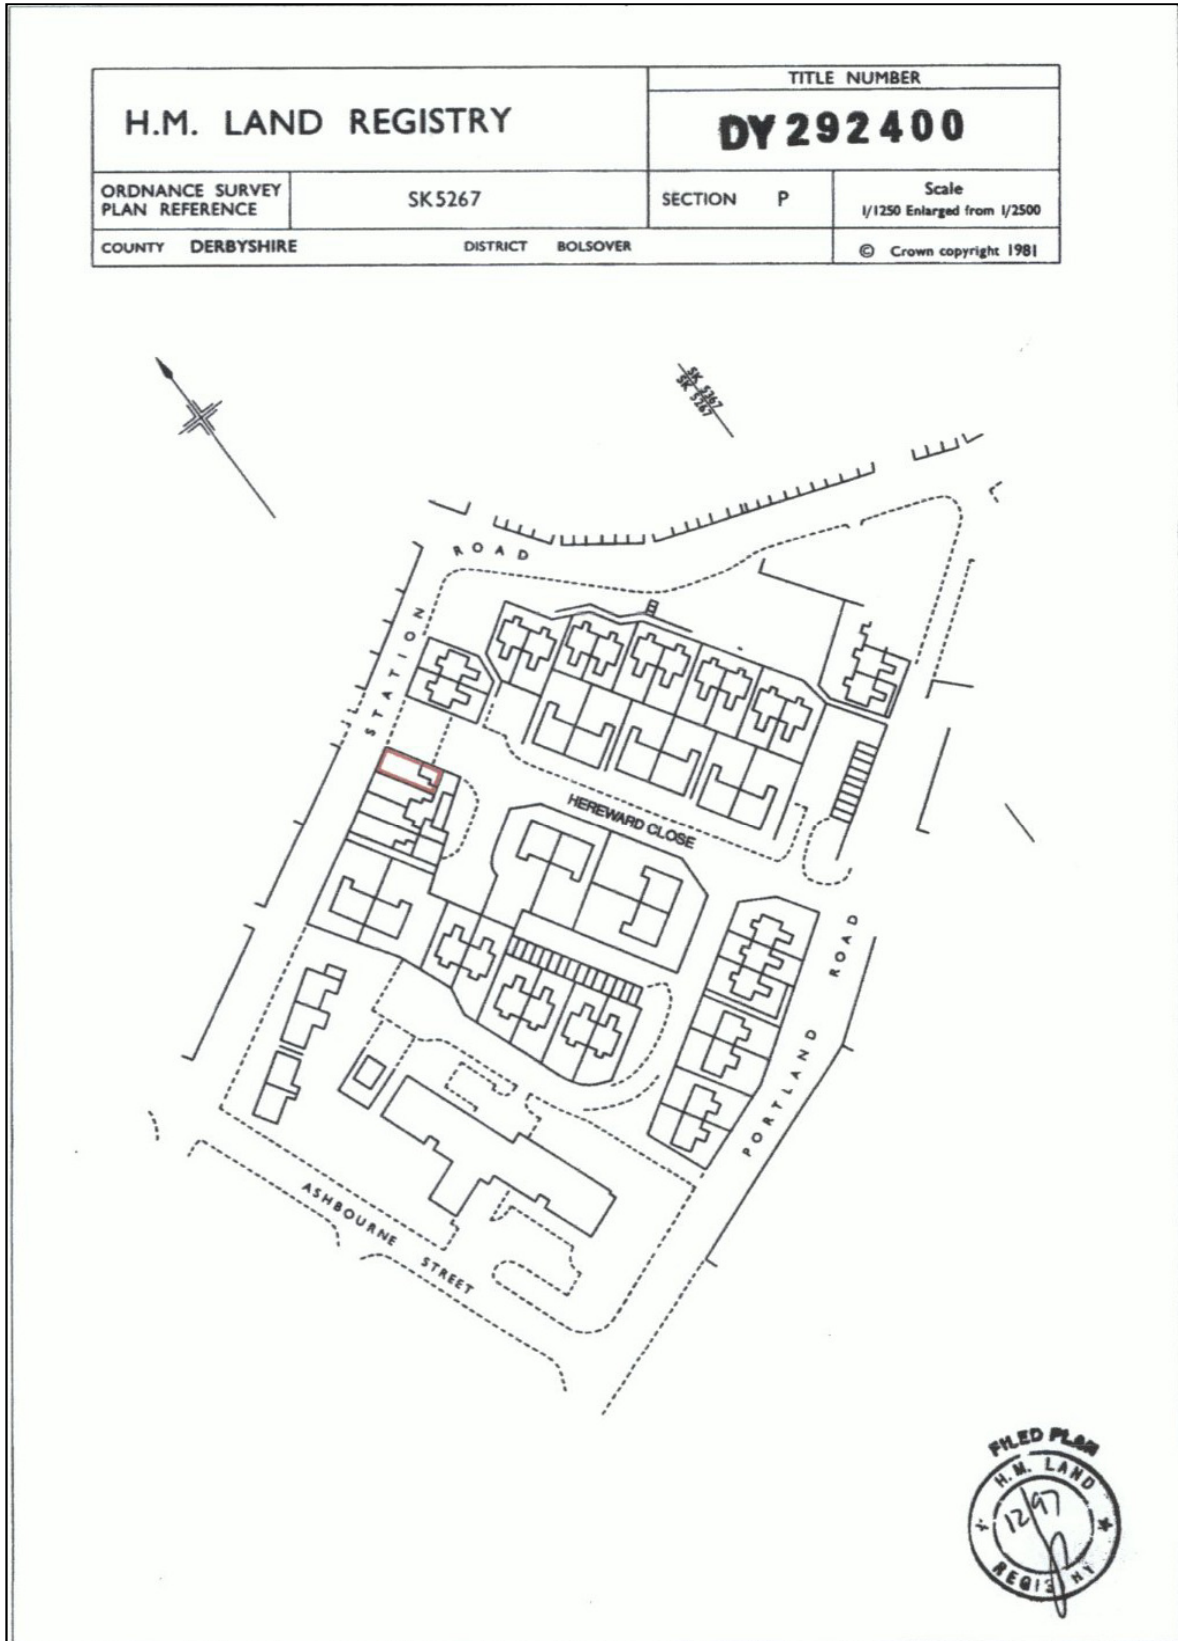 H.M. LAND REGISTRY
TITLE NUMBER
DY 292400
ORDNANCE SURVEY
PLAN REFERENCE
SK5267
SECTION P
Scale
1/1250 Enlarged from 1/2500
COUNTY DERBYSHIRE
DISTRICT BOLSOVER
© Crown copyright 1981
SK 5367
SK 5267
STATION ROAD
HEREWARD CLOSE
PORTLAND ROAD
ASHBOURNE STREET
FILED PLAN
H.M. LAND
12/97